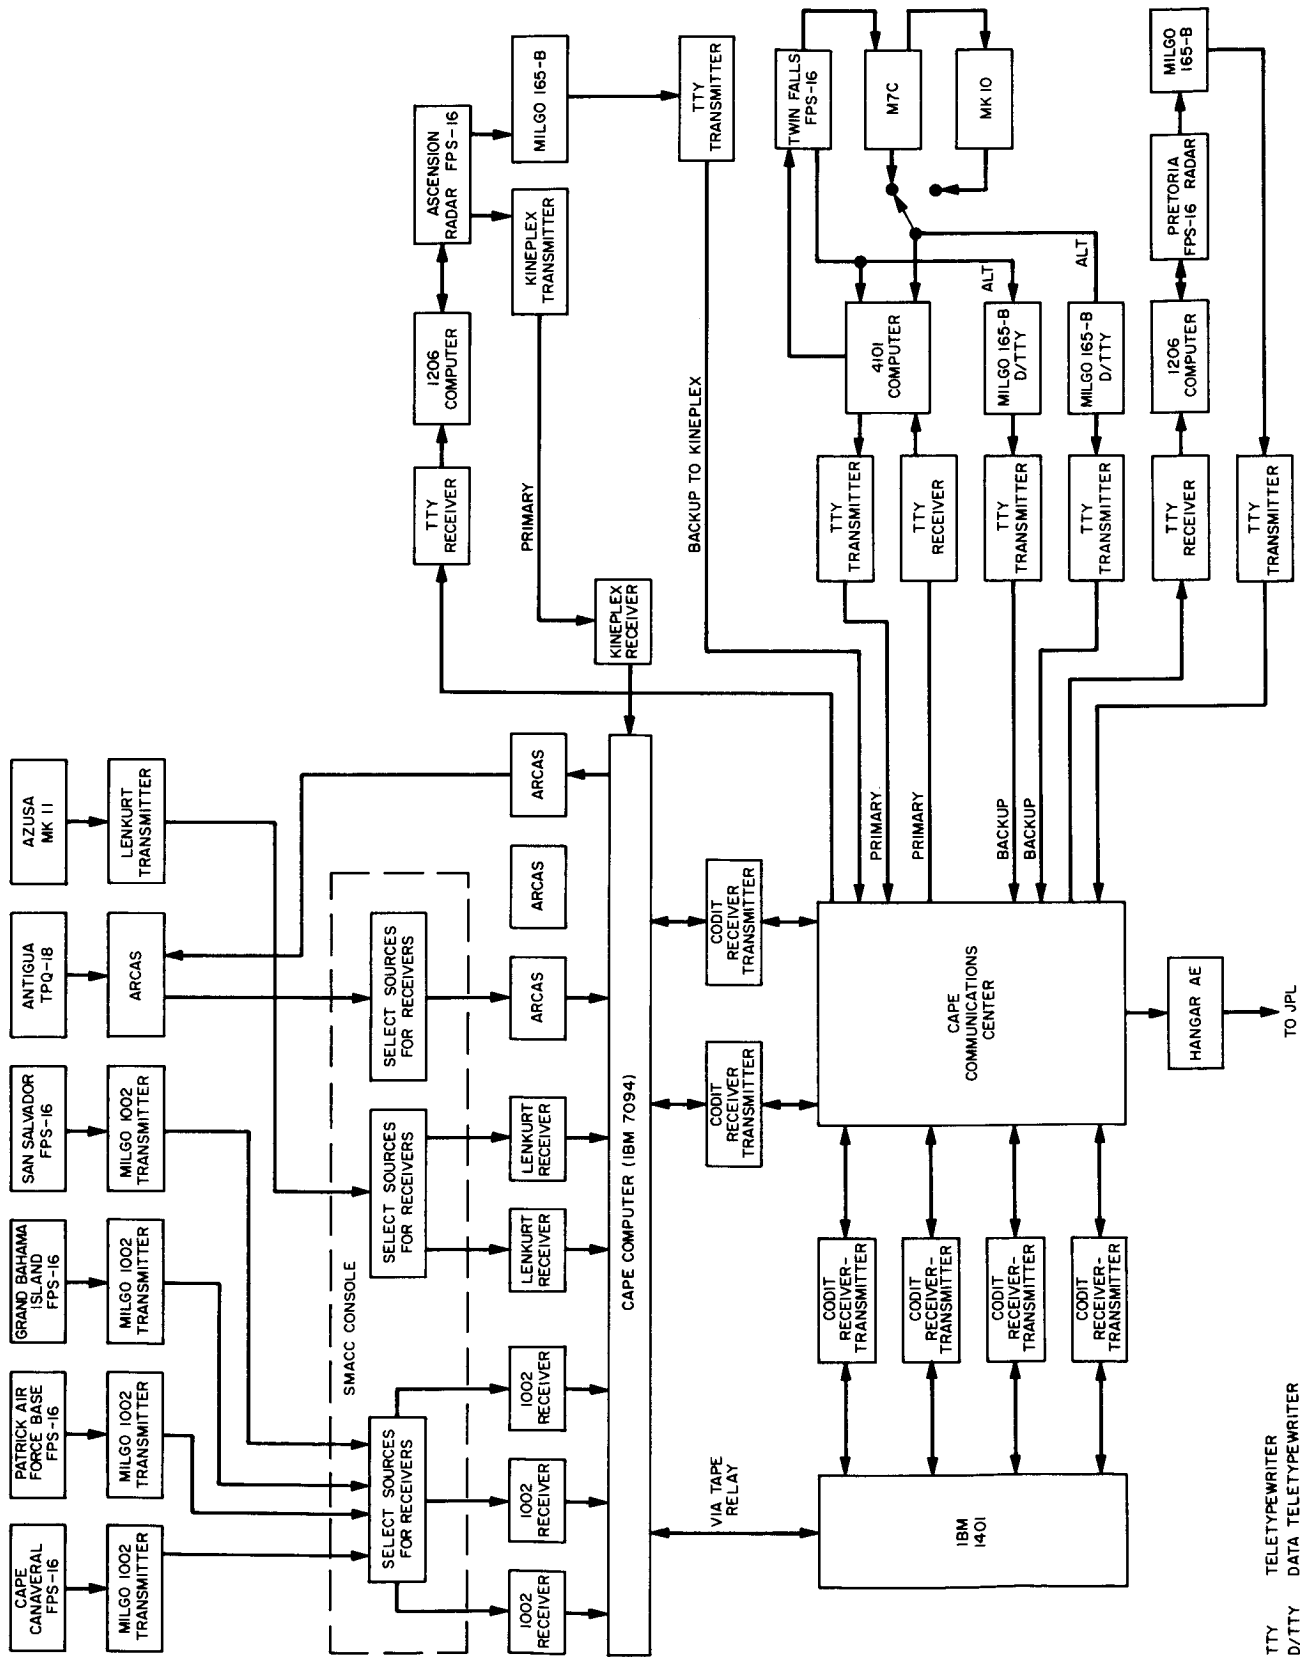 CAPE
CANAVERAL
FPS-16
PATRICK AIR
FORCE BASE
FPS-16
GRAND BAHAMA
ISLAND
FPS-16
SAN SALVADOR
FPS-16
ANTIGUA
TPQ-18
AZUSA
MK II
MILGO 1002
TRANSMITTER
MILGO 1002
TRANSMITTER
MILGO 1002
TRANSMITTER
MILGO 1002
TRANSMITTER
ARCAS
LENKURT
TRANSMITTER
SMACC CONSOLE
SELECT SOURCES
FOR RECEIVERS
SELECT SOURCES
FOR RECEIVERS
SELECT SOURCES
FOR RECEIVERS
1002
RECEIVER
1002
RECEIVER
1002
RECEIVER
LENKURT
RECEIVER
LENKURT
RECEIVER
ARCAS
ARCAS
ARCAS
CAPE COMPUTER (IBM 7094)
KINEPLEX
RECEIVER
PRIMARY
TTY
RECEIVER
1206
COMPUTER
ASCENSION
RADAR FPS-16
KINEPLEX
TRANSMITTER
MILGO 165-B
TTY
TRANSMITTER
BACKUP TO KINEPLEX
VIA TAPE
RELAY
CODIT
RECEIVER
TRANSMITTER
CODIT
RECEIVER
TRANSMITTER
IBM
1401
CODIT
RECEIVER-
TRANSMITTER
CODIT
RECEIVER-
TRANSMITTER
CODIT
RECEIVER-
TRANSMITTER
CODIT
RECEIVER-
TRANSMITTER
CAPE
COMMUNICATIONS
CENTER
PRIMARY
PRIMARY
BACKUP
BACKUP
TTY
TRANSMITTER
TTY
RECEIVER
TTY
TRANSMITTER
TTY
TRANSMITTER
4101
COMPUTER
MILGO 165-B
D/TTY
MILGO 165-B
D/TTY
ALT
ALT
TWIN FALLS
FPS-16
M7C
MK 10
TTY
RECEIVER
1206
COMPUTER
PRETORIA
FPS-16 RADAR
MILGO
165-B
TTY
TRANSMITTER
HANGAR AE
TO JPL
TTY TELETYPEWRITER
D/TTY DATA TELETYPEWRITER